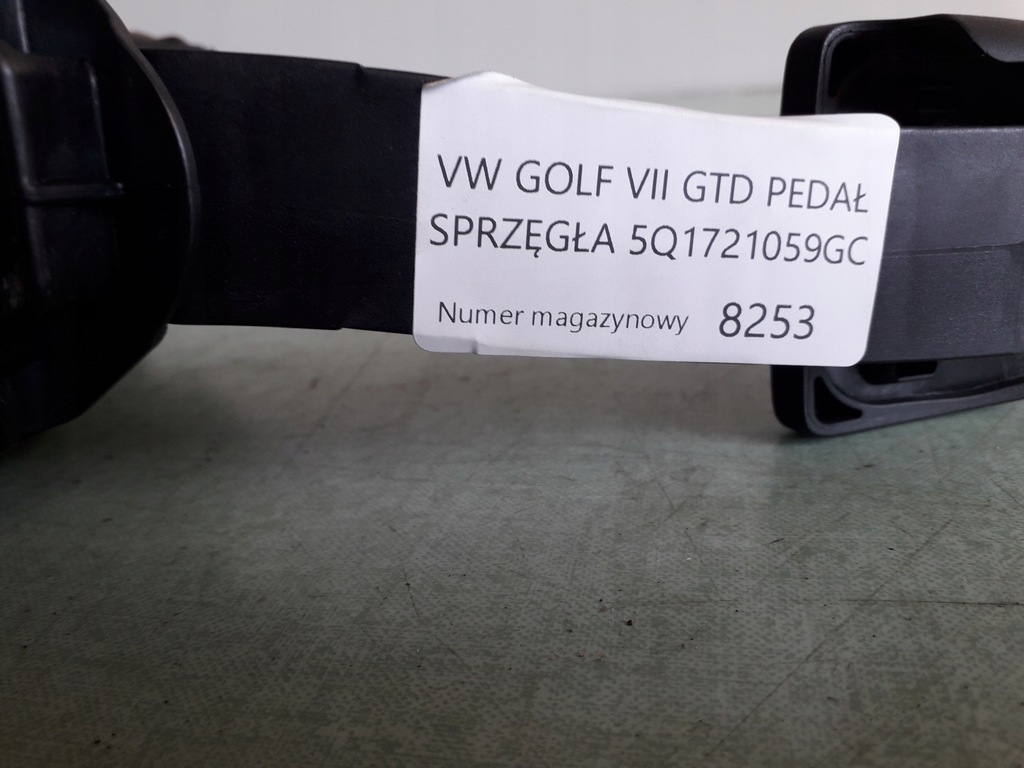 VW GOLF VII GTD PEDAŁ
SPRZĘGŁA 5Q1721059GC
Numer magazynowy 8253